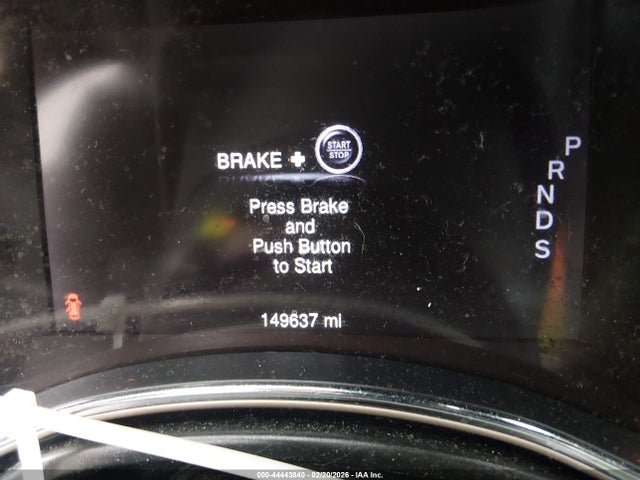 START
STOP
BRAKE +
Press Brake
and
Push Button
to Start
149637 mi
P
R
N
D
S
000-44443840 - 02/20/2026 - IAA Inc.